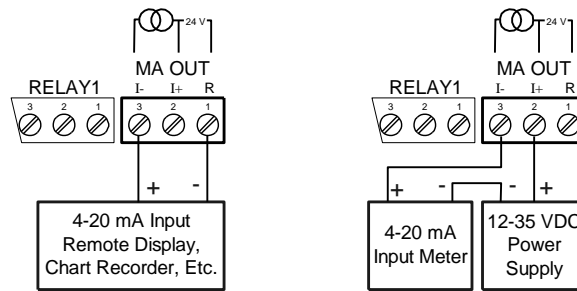 24 V
MA OUT
RELAY1 I- I+ R
3 2 1 3 2 1
+ -
4-20 mA Input
Remote Display,
Chart Recorder, Etc.
24 V
MA OUT
RELAY1 I- I+ R
3 2 1 3 2 1
+ - - +
4-20 mA
Input Meter
12-35 VDC
Power
Supply